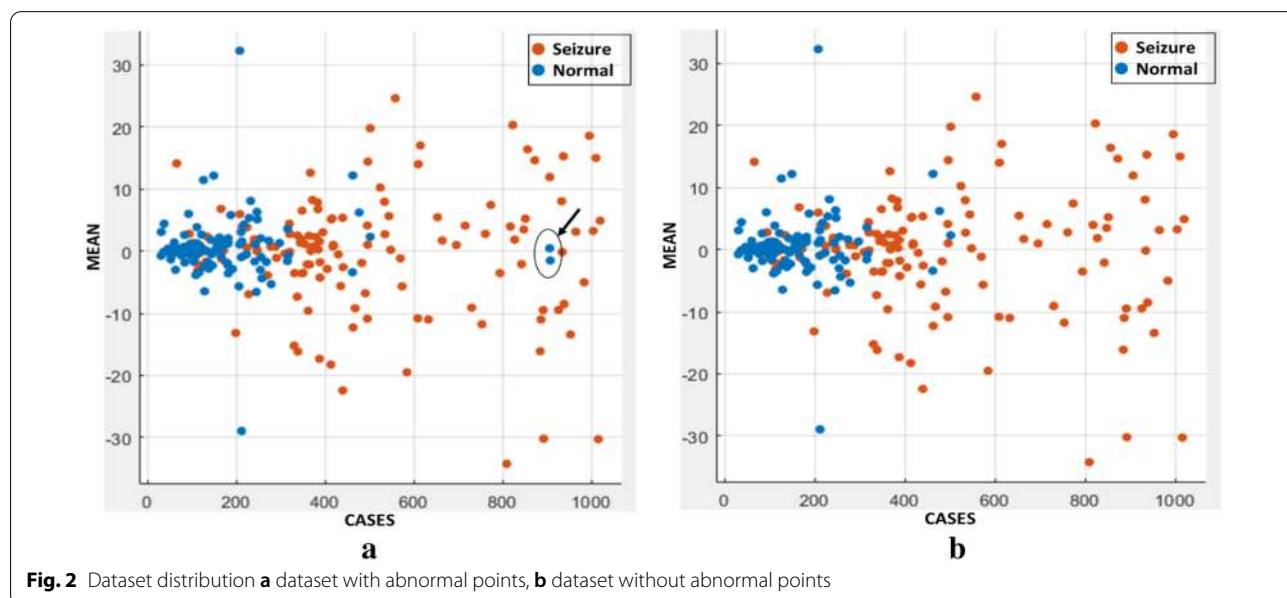 Seizure
Normal
30
20
10
0
-10
-20
-30
MEAN
0
200
400
600
800
1000
CASES
a
Seizure
Normal
30
20
10
0
-10
-20
-30
MEAN
0
200
400
600
800
1000
CASES
b
Fig. 2 Dataset distribution a dataset with abnormal points, b dataset without abnormal points